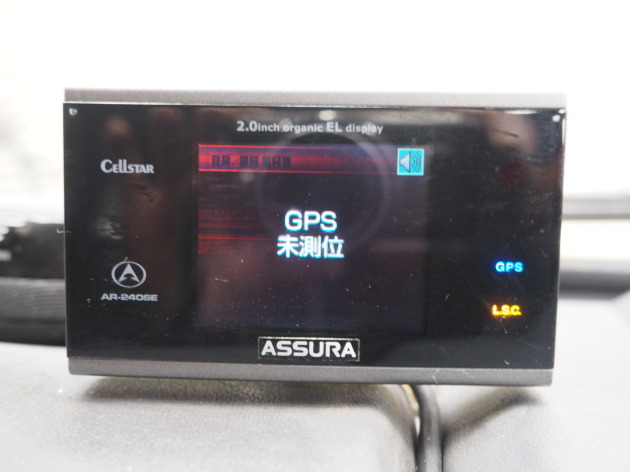 2.0inch organic EL display
CELLSTAR
GPS
未測位
GPS
AR-240SE
L.S.C.
ASSURA